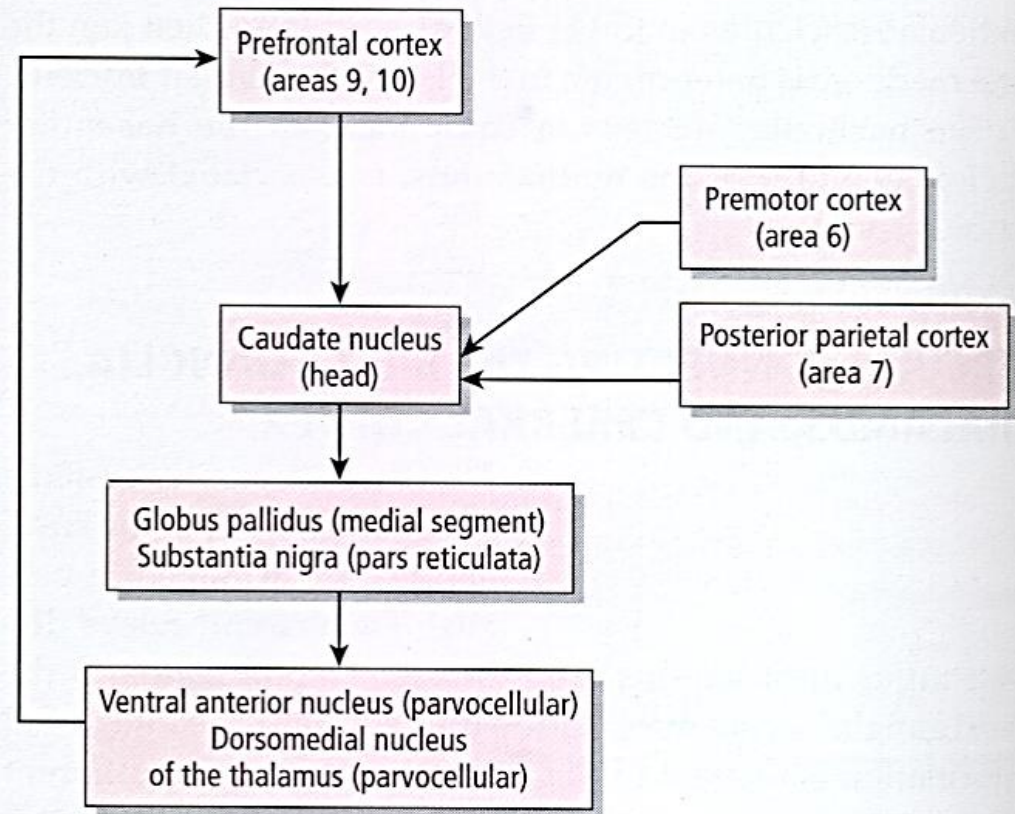 Prefrontal cortex
(areas 9, 10)
Premotor cortex
(area 6)
Caudate nucleus
(head)
Posterior parietal cortex
(area 7)
Globus pallidus (medial segment)
Substantia nigra (pars reticulata)
Ventral anterior nucleus (parvocellular)
Dorsomedial nucleus
of the thalamus (parvocellular)